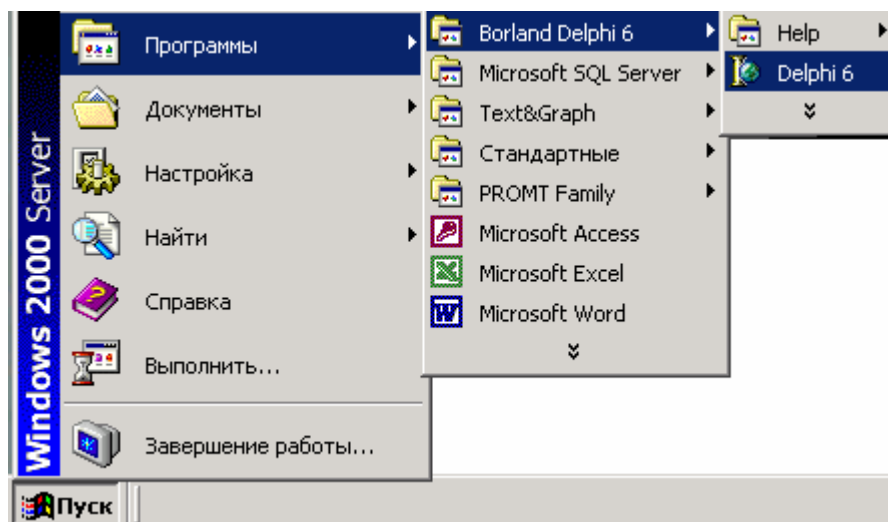 Программы
Документы
Настройка
Найти
Справка
Выполнить...
Завершение работы...
Windows 2000 Server
Пуск
Borland Delphi 6
Microsoft SQL Server
Text&Graph
Стандартные
PROMT Family
Microsoft Access
Microsoft Excel
Microsoft Word
Help
Delphi 6